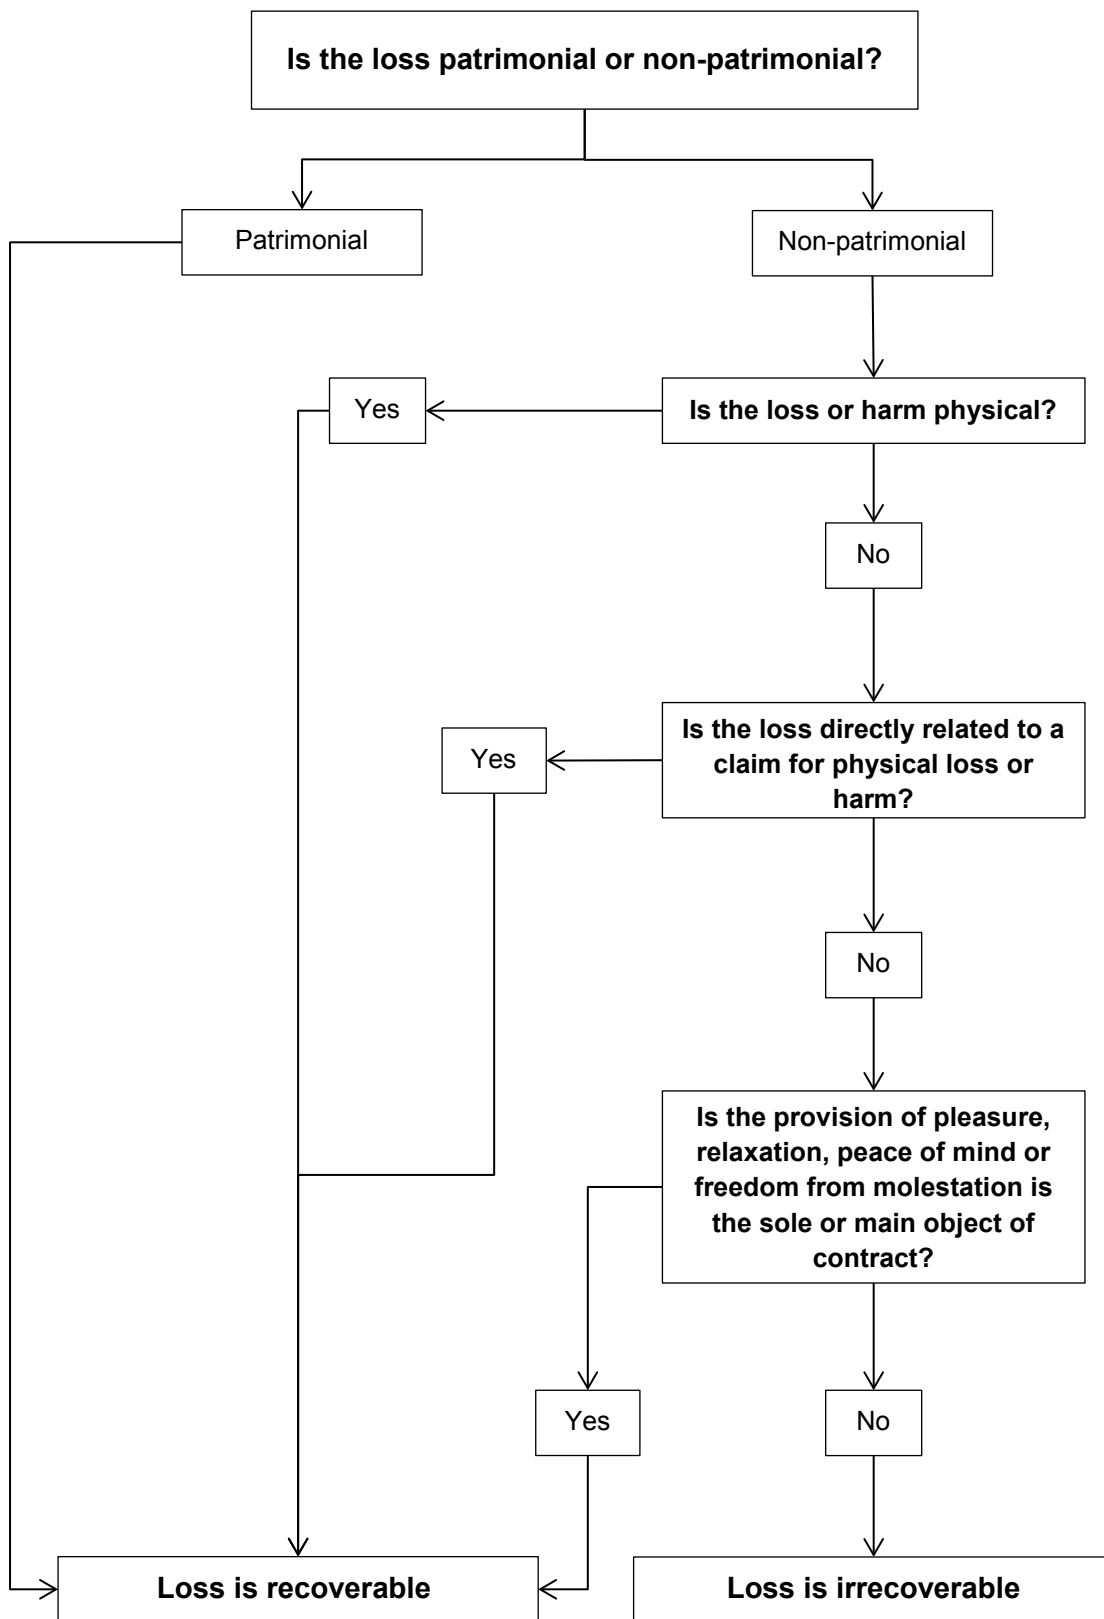 Is the loss patrimonial or non-patrimonial?
Patrimonial
Non-patrimonial
Yes
Is the loss or harm physical?
No
Is the loss directly related to a
claim for physical loss or
harm?
Yes
No
Is the provision of pleasure,
relaxation, peace of mind or
freedom from molestation is
the sole or main object of
contract?
Yes
No
Loss is recoverable
Loss is irrecoverable